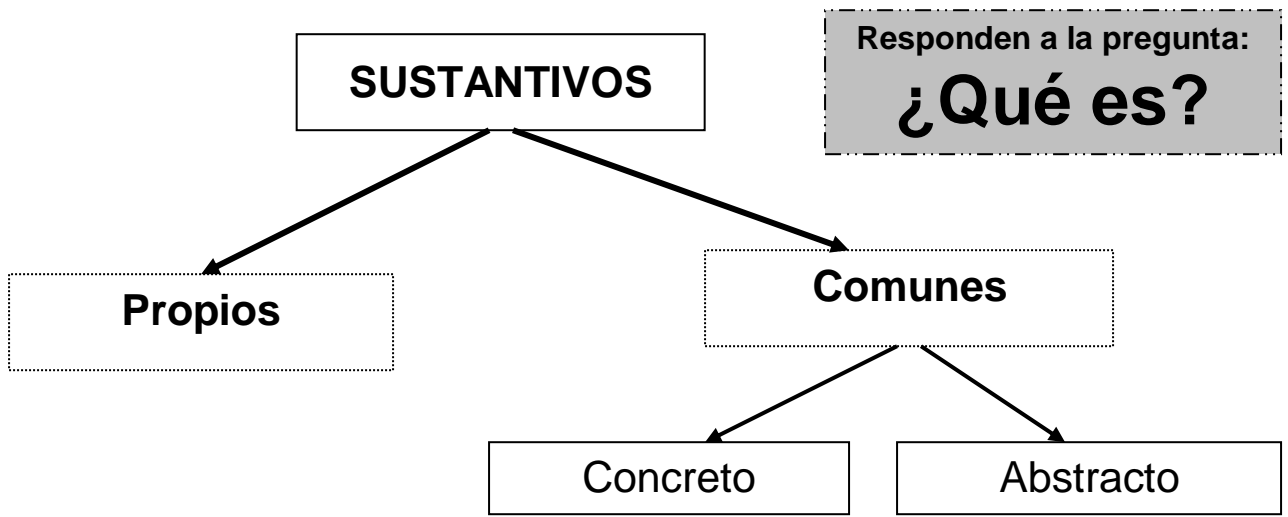 Responden a la pregunta:
¿Qué es?
SUSTANTIVOS
Propios
Comunes
Concreto
Abstracto